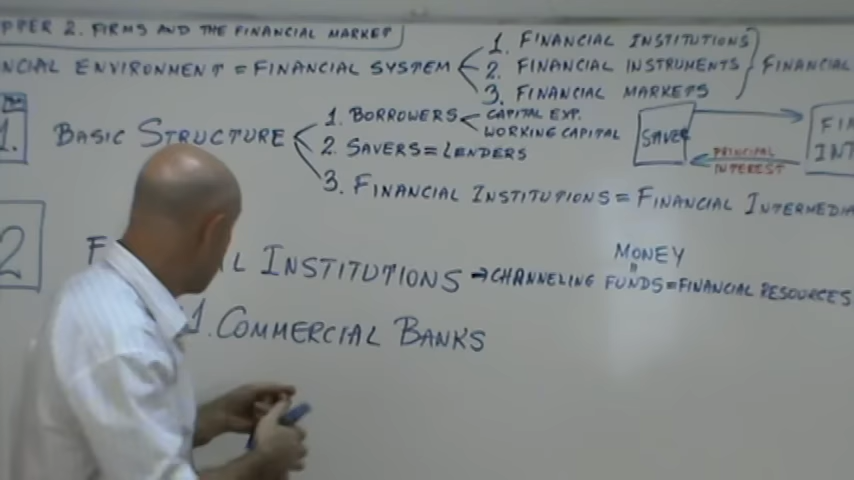 PPER 2. FIRMS AND THE FINANCIAL MARKET
NCIAL ENVIRONMENT = FINANCIAL SYSTEM
1. FINANCIAL INSTITUTIONS
2. FINANCIAL INSTRUMENTS
3. FINANCIAL MARKETS
FINANCIAL
1. BASIC STRUCTURE
1. BORROWERS
CAPITAL EXP.
WORKING CAPITAL
2. SAVERS = LENDERS
3. FINANCIAL INSTITUTIONS = FINANCIAL INTERMEDIA
SAVER
PRINCIPAL
INTEREST
FI
INT
2
F L INSTITUTIONS → CHANNELING FUNDS = FINANCIAL RESOURCES
MONEY
=
1. COMMERCIAL BANKS